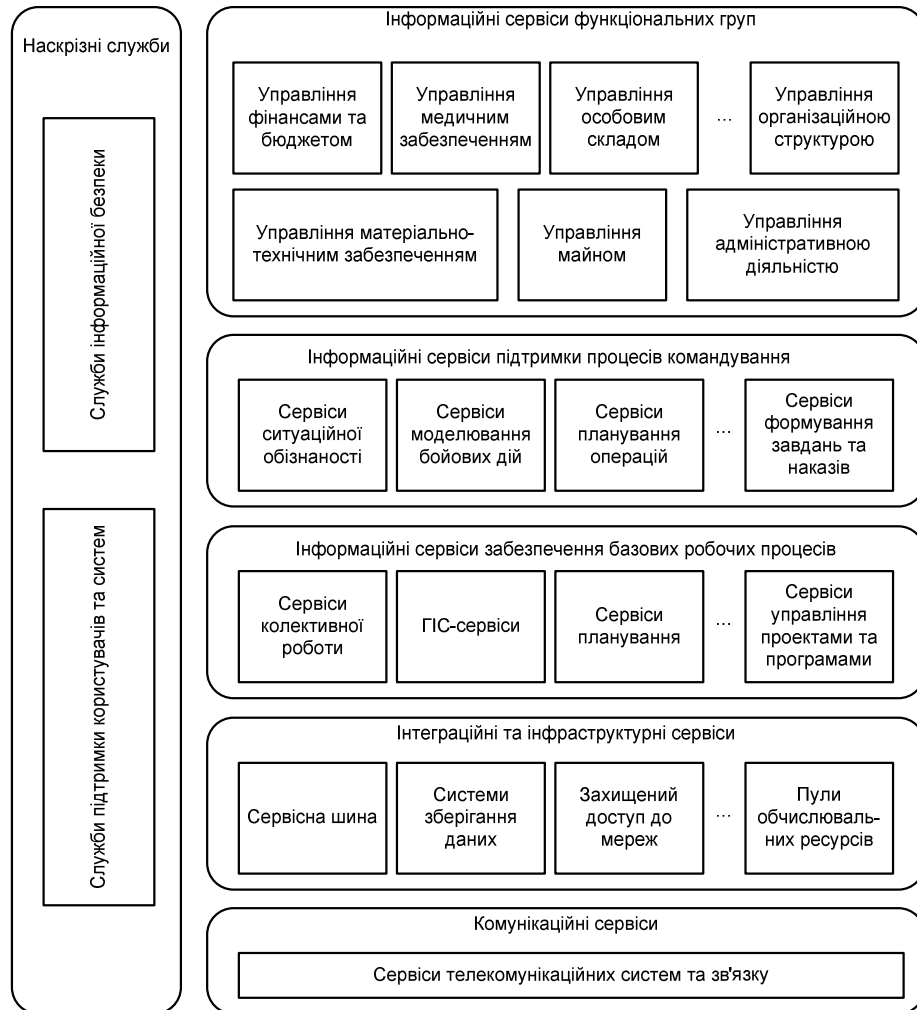 Наскрізні служби
Служби інформаційної безпеки
Служби підтримки користувачів та систем
Інформаційні сервіси функціональних груп
Управління
фінансами та
бюджетом
Управління
медичним
забезпеченням
Управління
особовим
складом
...
Управління
організаційною
структурою
Управління матеріально-
технічним забезпеченням
Управління
майном
Управління
адміністративною
діяльністю
Інформаційні сервіси підтримки процесів командування
Сервіси
ситуаційної
обізнаності
Сервіси
моделювання
бойових дій
Сервіси
планування
операцій
...
Сервіси
формування
завдань та
наказів
Інформаційні сервіси забезпечення базових робочих процесів
Сервіси
колективної
роботи
ГІС-сервіси
Сервіси
планування
...
Сервіси
управління
проектами та
програмами
Інтеграційні та інфраструктурні сервіси
Сервісна шина
Системи
зберігання
даних
Захищений
доступ до
мереж
...
Пули
обчислюваль-
них ресурсів
Комунікаційні сервіси
Сервіси телекомунікаційних систем та зв'язку